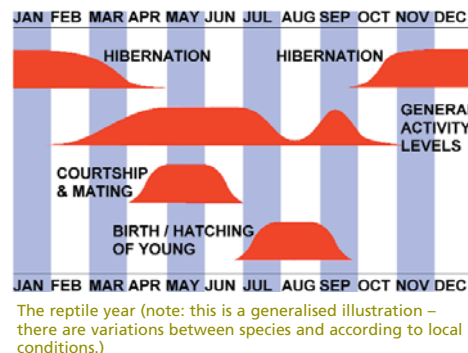 JAN FEB MAR APR MAY JUN JUL AUG SEP OCT NOV DEC
HIBERNATION HIBERNATION
GENERAL
ACTIVITY
LEVELS
COURTSHIP
& MATING
BIRTH / HATCHING
OF YOUNG
JAN FEB MAR APR MAY JUN JUL AUG SEP OCT NOV DEC
The reptile year (note: this is a generalised illustration –
there are variations between species and according to local
conditions.)